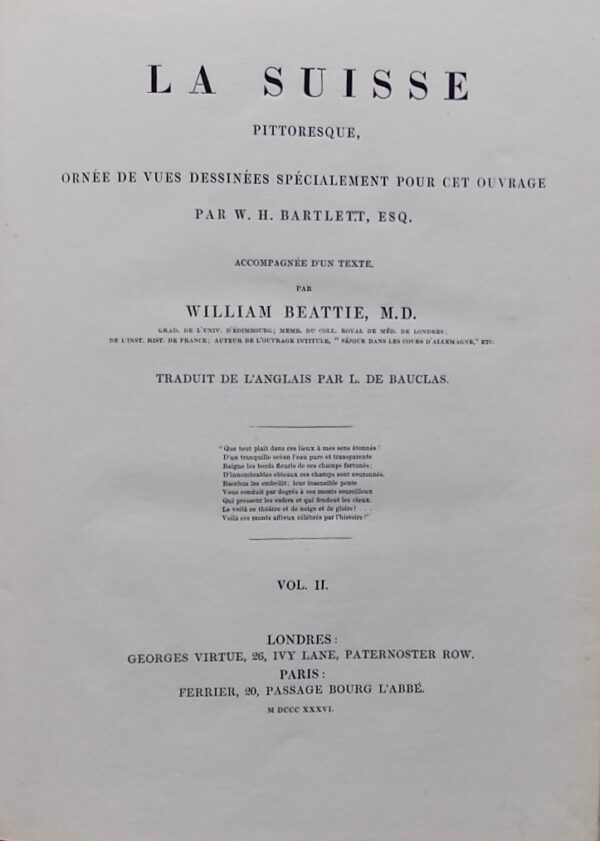 LA SUISSE
PITTORESQUE,
ORNÉE DE VUES DESSINÉES SPÉCIALEMENT POUR CET OUVRAGE
PAR W. H. BARTLETT, ESQ.
ACCOMPAGNÉE D'UN TEXTE,
PAR
WILLIAM BEATTIE, M.D.
GRAD. DE L'UNIV. D'ÉDIMBOURG; MEMB. DU COLL. ROYAL DE MÉD. DE LONDRES;
DE L'INST. HIST. DE FRANCE; AUTEUR DE L'OUVRAGE INTITULE, “ SÉJOUR DANS LES COURS D'ALLEMAGNE,” ETC.
TRADUIT DE L'ANGLAIS PAR L. DE BAUCLAS.
“Que tout plait dans ces lieux à mes sens étonnés!
D'un tranquille océan l'eau pure et transparente
Baigne les bords fleuris de ces champs fortunés;
D'innombrables côteaux ces champs sont couronnés.
Bacchus les embellit; leur insensible pente
Vous conduit par degrés à ces monts sourcilleux
Qui pressent les enfers et qui fendent les cieux.
Le voilà ce théâtre et de neige et de gloire! . . . .
Voilà ces monts affreux célébrés par l'histoire!”
VOL. II.
LONDRES:
GEORGES VIRTUE, 26, IVY LANE, PATERNOSTER ROW.
PARIS:
FERRIER, 20, PASSAGE BOURG L'ABBÉ.
M DCCC XXXVI.